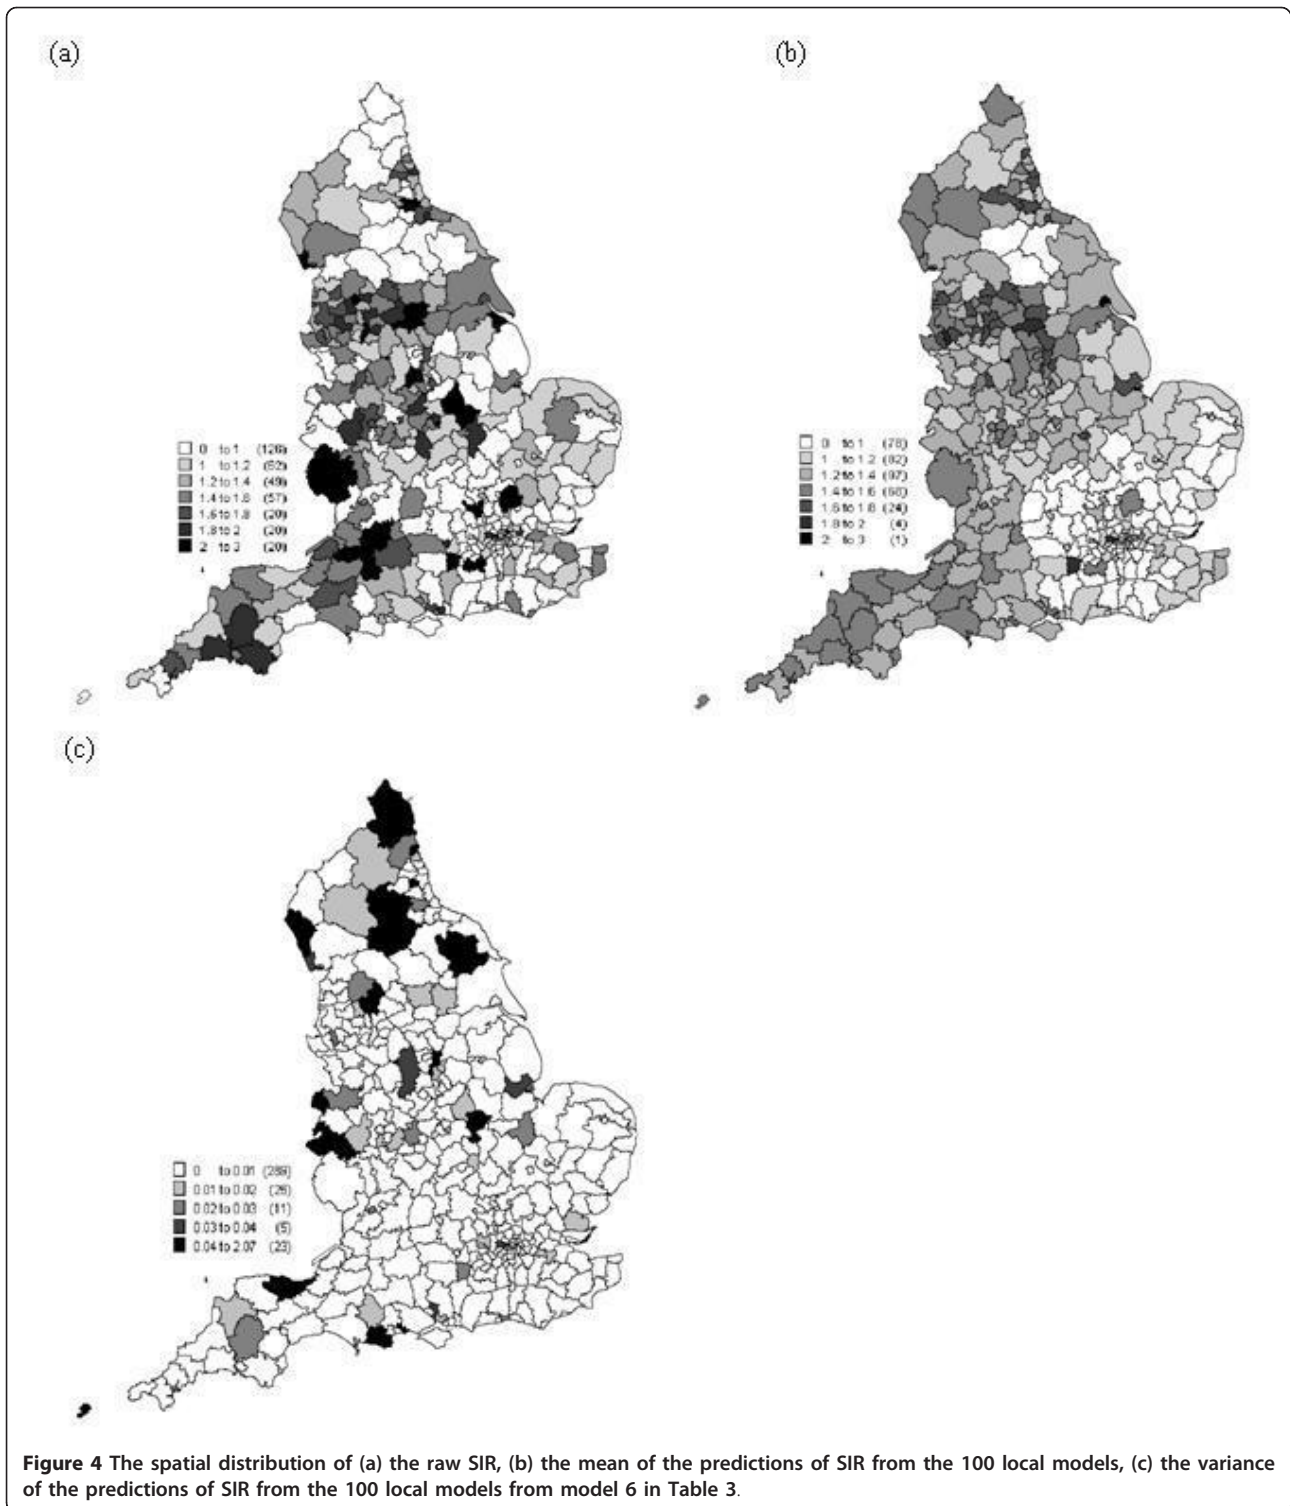 (a)
0 to 1 (126)
1 to 1.2 (62)
1.2 to 1.4 (49)
1.4 to 1.6 (57)
1.6 to 1.8 (20)
1.8 to 2 (20)
2 to 3 (20)
(b)
0 to 1 (78)
1 to 1.2 (82)
1.2 to 1.4 (97)
1.4 to 1.6 (68)
1.6 to 1.8 (24)
1.8 to 2 (4)
2 to 3 (1)
(c)
0 to 0.01 (289)
0.01 to 0.02 (26)
0.02 to 0.03 (11)
0.03 to 0.04 (5)
0.04 to 2.07 (23)
Figure 4 The spatial distribution of (a) the raw SIR, (b) the mean of the predictions of SIR from the 100 local models, (c) the variance
of the predictions of SIR from the 100 local models from model 6 in Table 3.